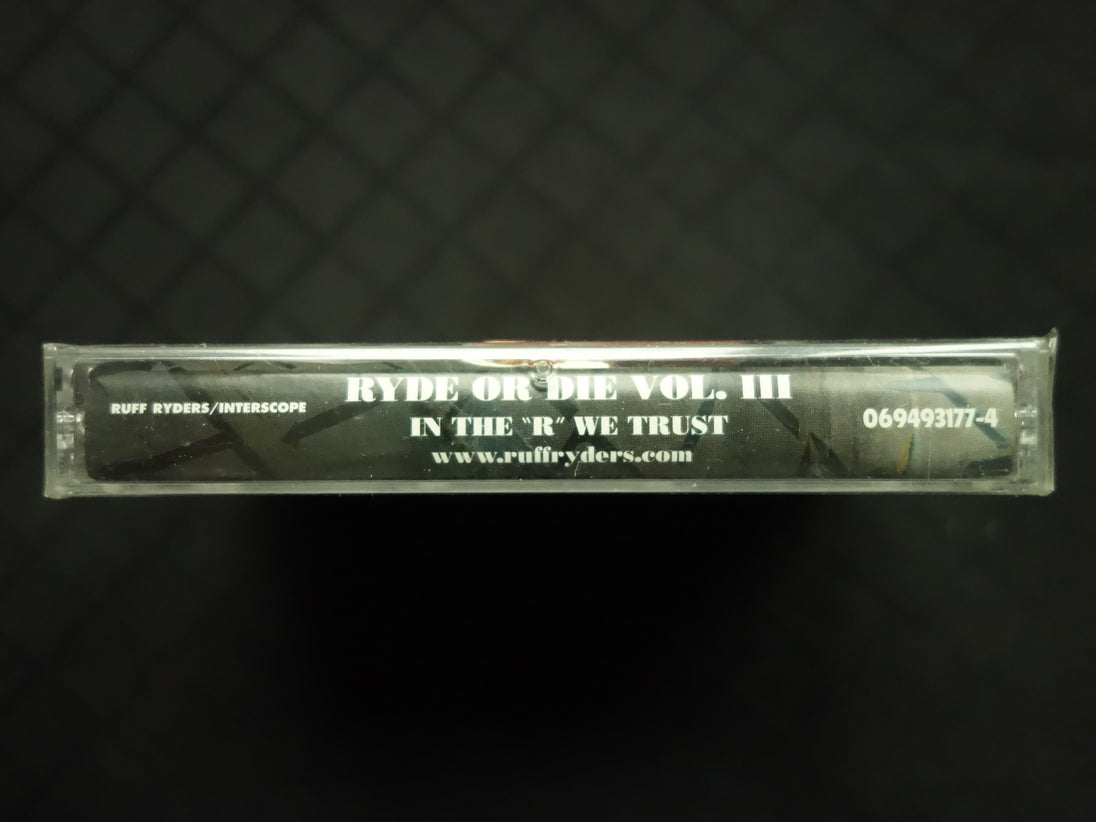 RUFF RYDERS/INTERSCOPE
RYDE OR DIE VOL. III
IN THE "R" WE TRUST
www.ruffryders.com
069493177-4